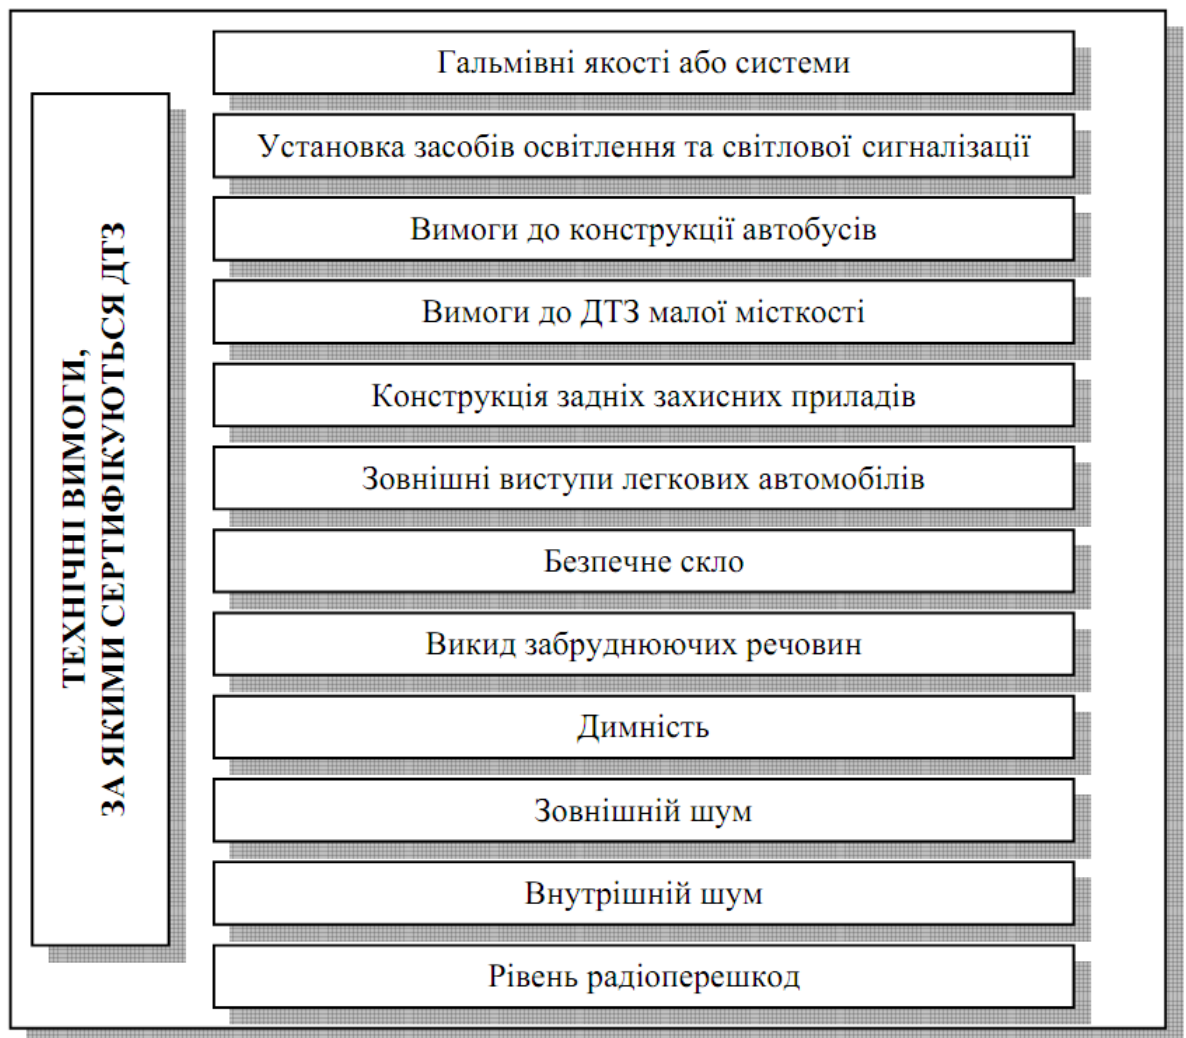 ТЕХНІЧНІ ВИМОГИ,
ЗА ЯКИМИ СЕРТИФІКУЮТЬСЯ ДТЗ
Гальмівні якості або системи
Установка засобів освітлення та світлової сигналізації
Вимоги до конструкції автобусів
Вимоги до ДТЗ малої місткості
Конструкція задніх захисних приладів
Зовнішні виступи легкових автомобілів
Безпечне скло
Викид забруднюючих речовин
Димність
Зовнішній шум
Внутрішній шум
Рівень радіоперешкод